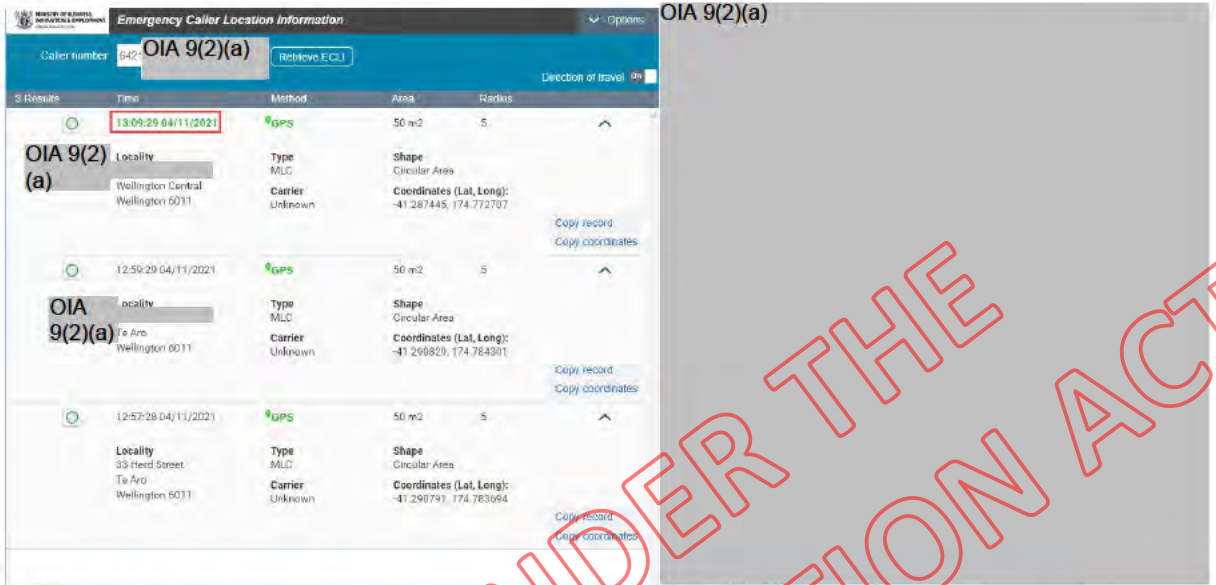 MINISTRY OF BUSINESS,
INNOVATION & EMPLOYMENT
Emergency Caller Location Information
Options
OIA 9(2)(a)
Caller number 642 OIA 9(2)(a) Retrieve ECLI
Direction of travel On
3 Results Time Method Area Radius
13:09:29 04/11/2021 GPS 50 m2 5
OIA 9(2)
(a)
Locality Type Shape
MLC Circular Area
Wellington Central Carrier Coordinates (Lat, Long):
Wellington 6011 Unknown -41.287445, 174.772707
Copy record
Copy coordinates
12:59:29 04/11/2021 GPS 50 m2 5
OIA
9(2)(a)
ocality Type Shape
MLC Circular Area
Te Aro Carrier Coordinates (Lat, Long):
Wellington 6011 Unknown -41.290829, 174.784301
Copy record
Copy coordinates
12:57:28 04/11/2021 GPS 50 m2 5
Locality Type Shape
33 Herd Street MLC Circular Area
Te Aro Carrier Coordinates (Lat, Long):
Wellington 6011 Unknown -41.290791, 174.783694
Copy record
Copy coordinates
DER THE
TION ACT